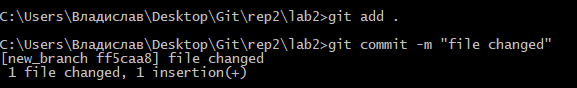 C:\Users\Владислав\Desktop\Git\rep2\lab2>git add .
C:\Users\Владислав\Desktop\Git\rep2\lab2>git commit -m "file changed"
[new_branch ff5caa8] file changed
 1 file changed, 1 insertion(+)